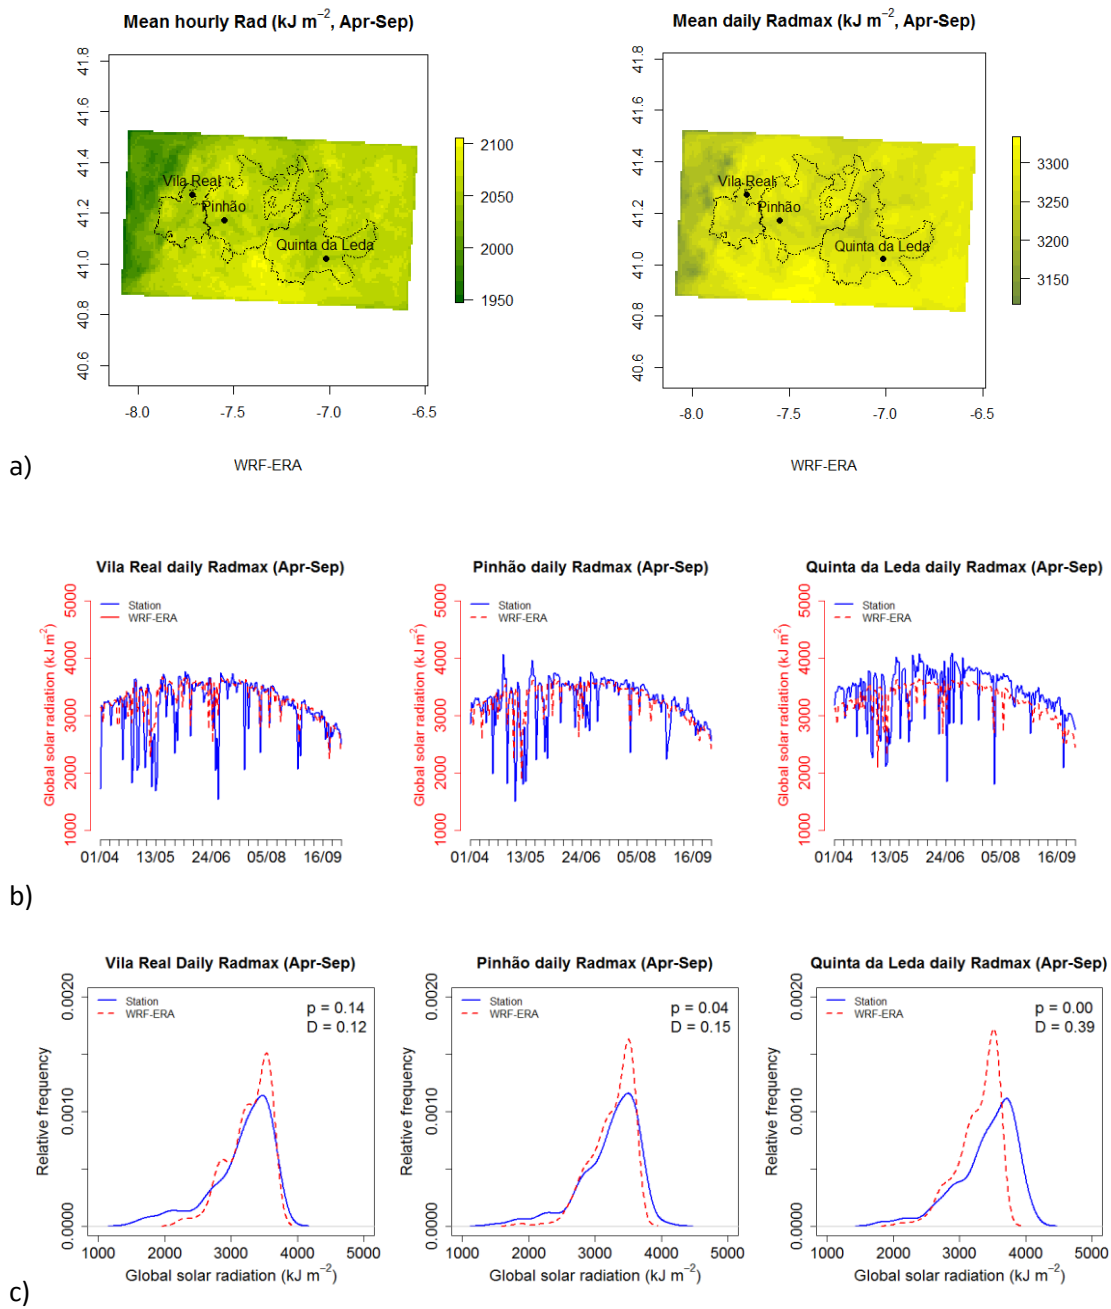 Mean hourly Rad (kJ m⁻², Apr-Sep)
41.8
41.6
41.4
41.2
41.0
40.8
40.6
Vila Real
Pinhão
Quinta da Leda
2100
2050
2000
1950
-8.0 -7.5 -7.0 -6.5
WRF-ERA
Mean daily Radmax (kJ m⁻², Apr-Sep)
41.8
41.6
41.4
41.2
41.0
40.8
40.6
Vila Real
Pinhão
Quinta da Leda
3300
3250
3200
3150
-8.0 -7.5 -7.0 -6.5
WRF-ERA
a)
Vila Real daily Radmax (Apr-Sep)
Station
WRF-ERA
Global solar radiation (kJ m⁻²)
5000
4000
3000
2000
1000
01/04 13/05 24/06 05/08 16/09
Pinhão daily Radmax (Apr-Sep)
Station
WRF-ERA
Global solar radiation (kJ m⁻²)
5000
4000
3000
2000
1000
01/04 13/05 24/06 05/08 16/09
Quinta da Leda daily Radmax (Apr-Sep)
Station
WRF-ERA
Global solar radiation (kJ m⁻²)
5000
4000
3000
2000
1000
01/04 13/05 24/06 05/08 16/09
b)
Vila Real Daily Radmax (Apr-Sep)
Station
WRF-ERA
p = 0.14
D = 0.12
Relative frequency
0.0020
0.0010
0.0000
1000 2000 3000 4000 5000
Global solar radiation (kJ m⁻²)
Pinhão daily Radmax (Apr-Sep)
Station
WRF-ERA
p = 0.04
D = 0.15
Relative frequency
0.0020
0.0010
0.0000
1000 2000 3000 4000 5000
Global solar radiation (kJ m⁻²)
Quinta da Leda daily Radmax (Apr-Sep)
Station
WRF-ERA
p = 0.00
D = 0.39
Relative frequency
0.0020
0.0010
0.0000
1000 2000 3000 4000 5000
Global solar radiation (kJ m⁻²)
c)